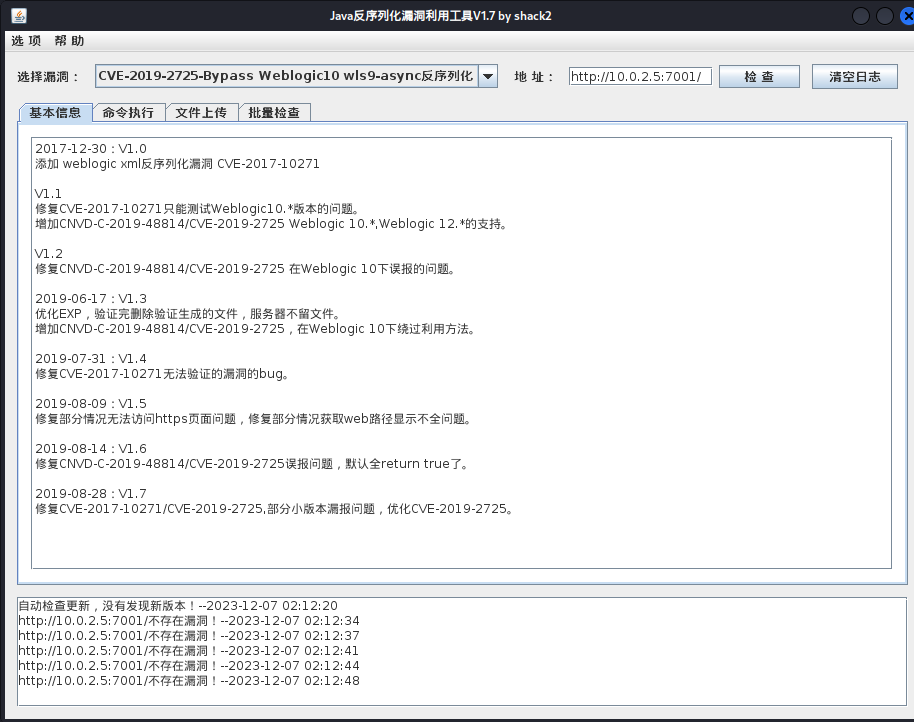 Java反序列化漏洞利用工具V1.7 by shack2
选 项 帮 助
选择漏洞： CVE-2019-2725-Bypass Weblogic10 wls9-async反序列化 地 址： http://10.0.2.5:7001/ 检 查 清空日志
基本信息 命令执行 文件上传 批量检查
2017-12-30：V1.0
添加 weblogic xml反序列化漏洞 CVE-2017-10271
V1.1
修复CVE-2017-10271只能测试Weblogic10.*版本的问题。
增加CNVD-C-2019-48814/CVE-2019-2725 Weblogic 10.*,Weblogic 12.*的支持。
V1.2
修复CNVD-C-2019-48814/CVE-2019-2725 在Weblogic 10下误报的问题。
2019-06-17：V1.3
优化EXP，验证完删除验证生成的文件，服务器不留文件。
增加CNVD-C-2019-48814/CVE-2019-2725，在Weblogic 10下绕过利用方法。
2019-07-31：V1.4
修复CVE-2017-10271无法验证的漏洞的bug。
2019-08-09：V1.5
修复部分情况无法访问https页面问题，修复部分情况获取web路径显示不全问题。
2019-08-14：V1.6
修复CNVD-C-2019-48814/CVE-2019-2725误报问题，默认全return true了。
2019-08-28：V1.7
修复CVE-2017-10271/CVE-2019-2725,部分小版本漏报问题，优化CVE-2019-2725。
自动检查更新，没有发现新版本！--2023-12-07 02:12:20
http://10.0.2.5:7001/不存在漏洞！--2023-12-07 02:12:34
http://10.0.2.5:7001/不存在漏洞！--2023-12-07 02:12:37
http://10.0.2.5:7001/不存在漏洞！--2023-12-07 02:12:41
http://10.0.2.5:7001/不存在漏洞！--2023-12-07 02:12:44
http://10.0.2.5:7001/不存在漏洞！--2023-12-07 02:12:48